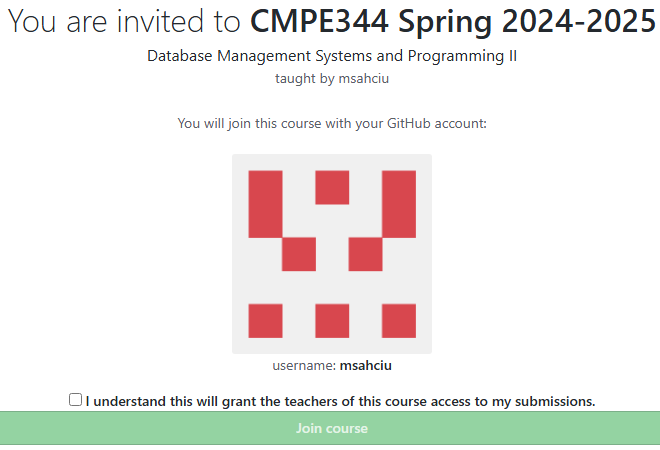 You are invited to CMPE344 Spring 2024-2025
Database Management Systems and Programming II
taught by msahciu
You will join this course with your GitHub account:
username: msahciu
I understand this will grant the teachers of this course access to my submissions.
Join course